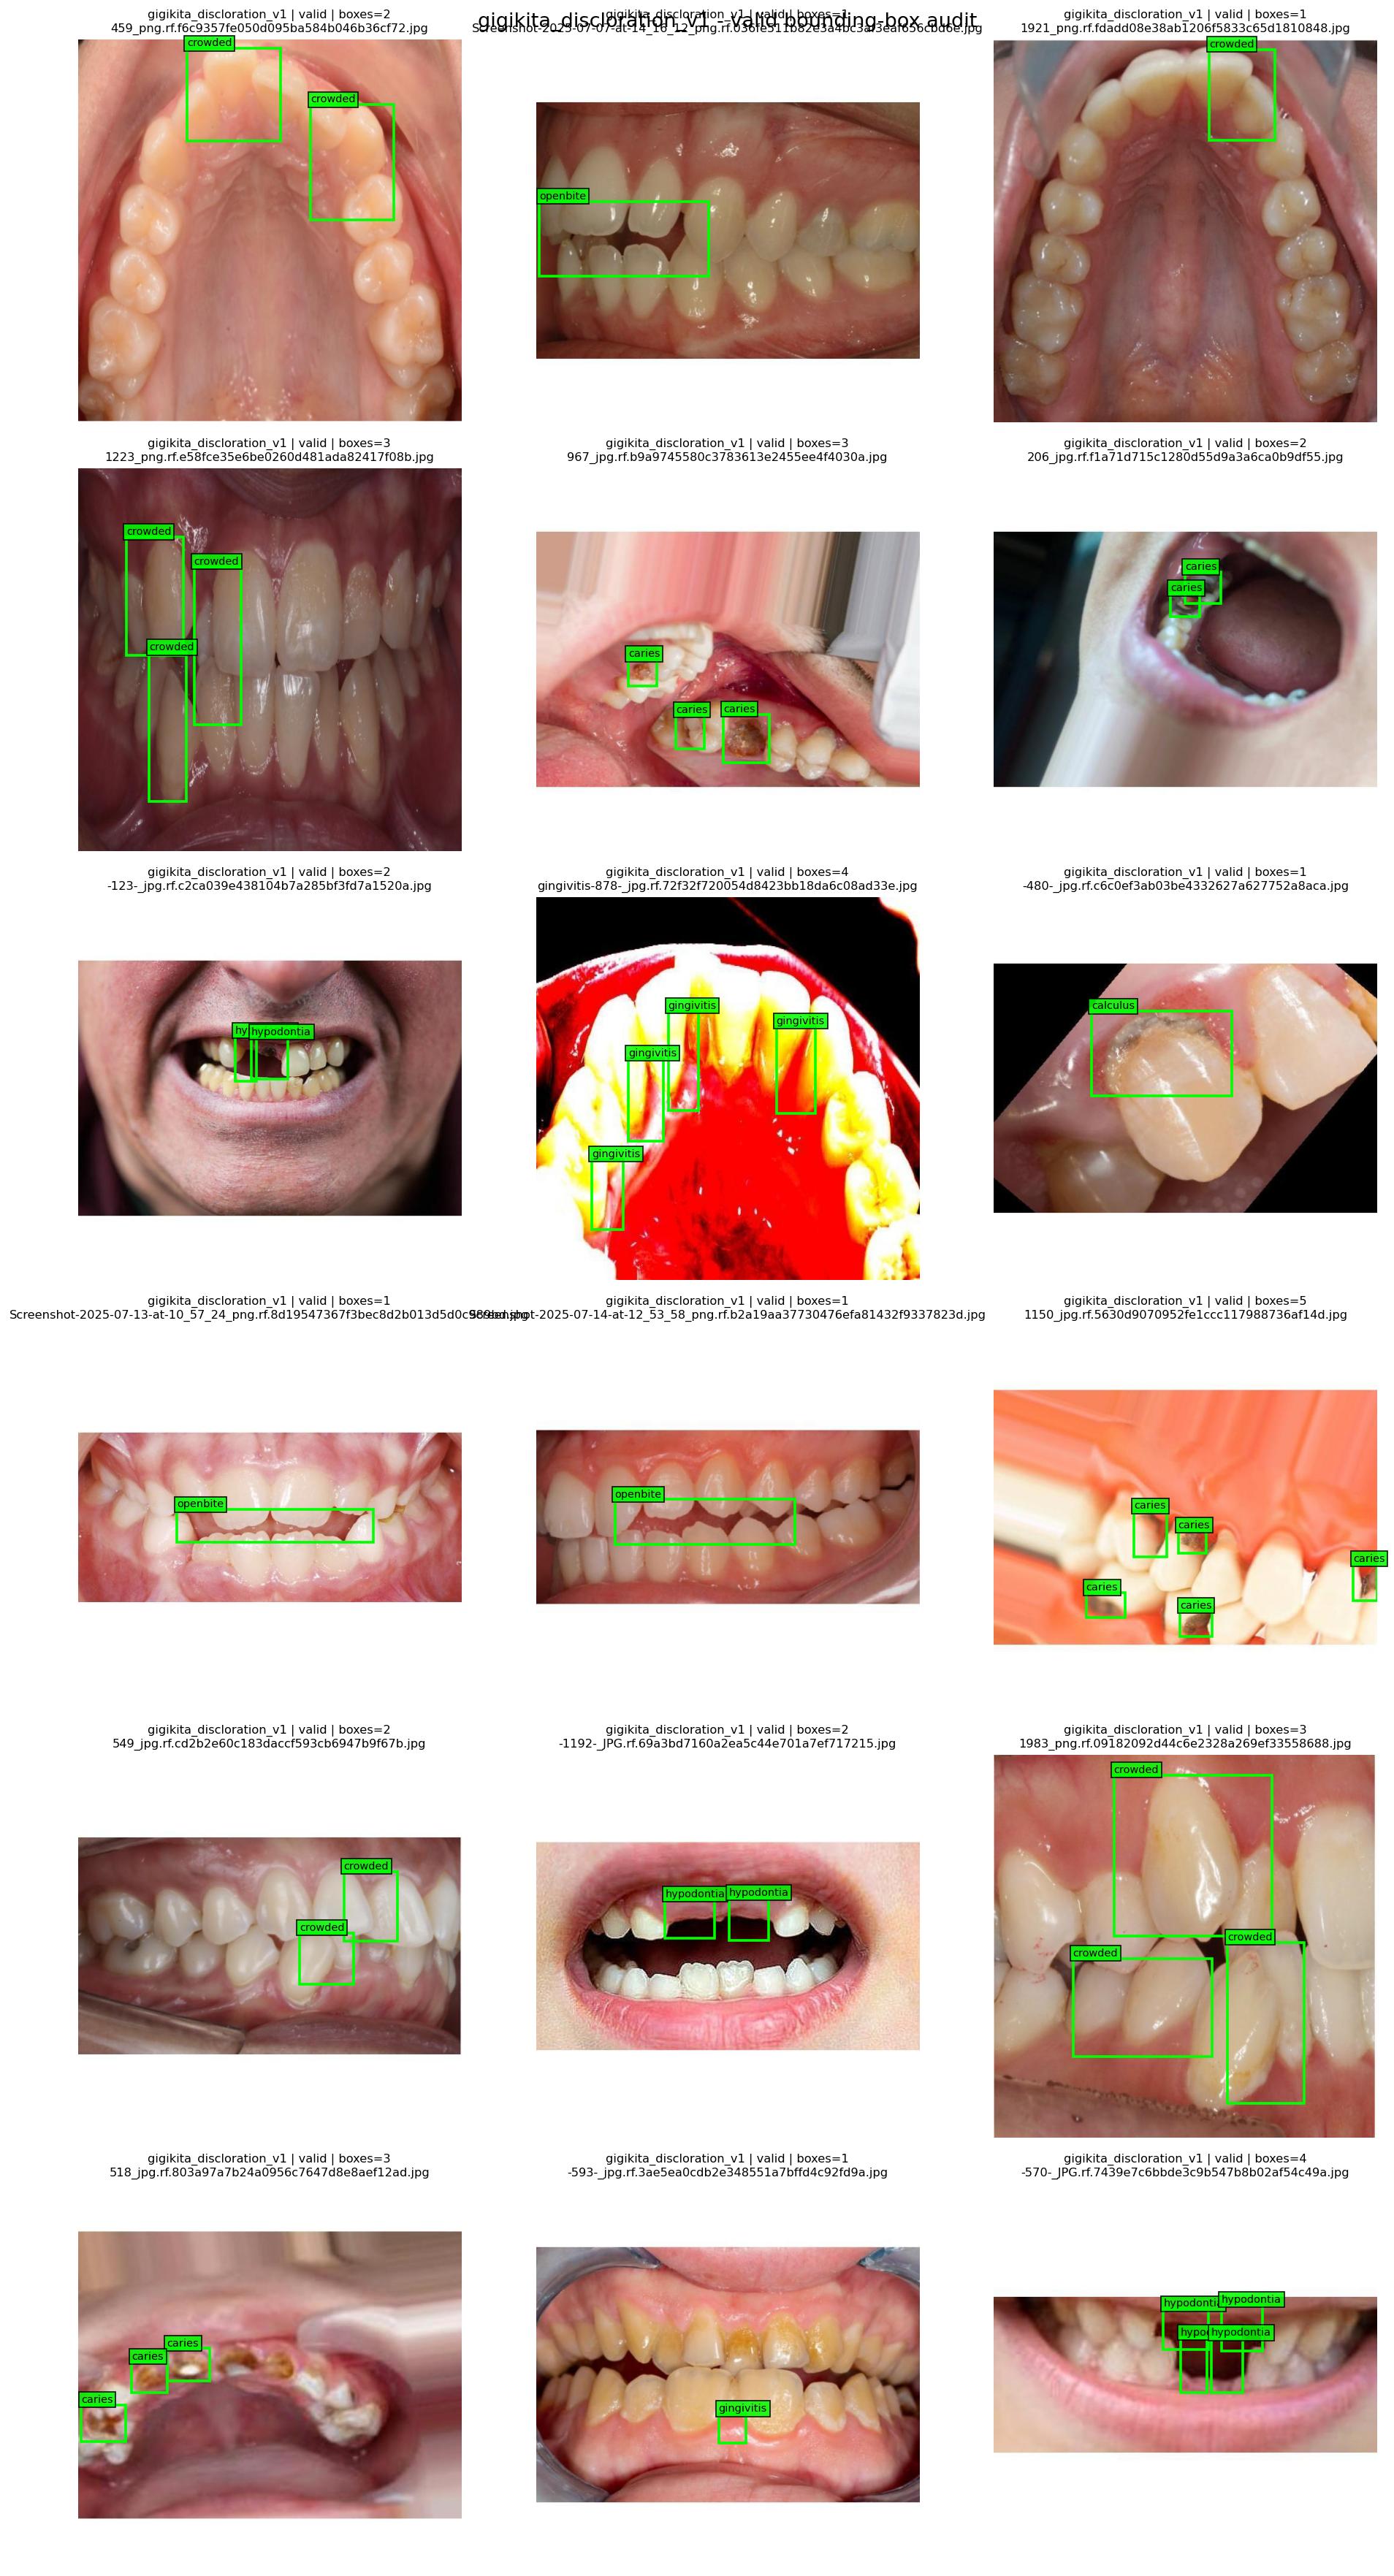 gigikita_discloration_v1 - valid bounding-box audit
gigikita_discloration_v1 | valid | boxes=2
459_png.rf.f6c9357fe050d095ba584b046b36cf72.jpg
crowded
crowded
openbite
gigikita_discloration_v1 | valid | boxes=1
1921_png.rf.fdadd08e38ab1206f5833c65d1810848.jpg
crowded
gigikita_discloration_v1 | valid | boxes=3
1223_png.rf.e58fce35e6be0260d481ada82417f08b.jpg
crowded
crowded
crowded
gigikita_discloration_v1 | valid | boxes=3
967_jpg.rf.b9a9745580c3783613e2455ee4f4030a.jpg
caries
caries
caries
gigikita_discloration_v1 | valid | boxes=2
206_jpg.rf.f1a71d715c1280d55d9a3a6ca0b9df55.jpg
caries
caries
gigikita_discloration_v1 | valid | boxes=2
-123-_jpg.rf.c2ca039e438104b7a285bf3fd7a1520a.jpg
hy
hypodontia
gigikita_discloration_v1 | valid | boxes=4
gingivitis-878-_jpg.rf.72f32f720054d8423bb18da6c08ad33e.jpg
gingivitis
gingivitis
gingivitis
gingivitis
gigikita_discloration_v1 | valid | boxes=1
-480-_jpg.rf.c6c0ef3ab03be4332627a627752a8aca.jpg
calculus
gigikita_discloration_v1 | valid | boxes=1
openbite
gigikita_discloration_v1 | valid | boxes=1
openbite
gigikita_discloration_v1 | valid | boxes=5
1150_jpg.rf.5630d9070952fe1ccc117988736af14d.jpg
caries
caries
caries
caries
caries
gigikita_discloration_v1 | valid | boxes=2
549_jpg.rf.cd2b2e60c183daccf593cb6947b9f67b.jpg
crowded
crowded
gigikita_discloration_v1 | valid | boxes=2
-1192-_JPG.rf.69a3bd7160a2ea5c44e701a7ef717215.jpg
hypodontia
hypodontia
gigikita_discloration_v1 | valid | boxes=3
1983_png.rf.09182092d44c6e2328a269ef33558688.jpg
crowded
crowded
crowded
gigikita_discloration_v1 | valid | boxes=3
518_jpg.rf.803a97a7b24a0956c7647d8e8aef12ad.jpg
caries
caries
caries
gigikita_discloration_v1 | valid | boxes=1
-593-_jpg.rf.3ae5ea0cdb2e348551a7bffd4c92fd9a.jpg
gingivitis
gigikita_discloration_v1 | valid | boxes=4
-570-_JPG.rf.7439e7c6bbde3c9b547b8b02af54c49a.jpg
hypodonti
hypodontia
hypo
hypodontia